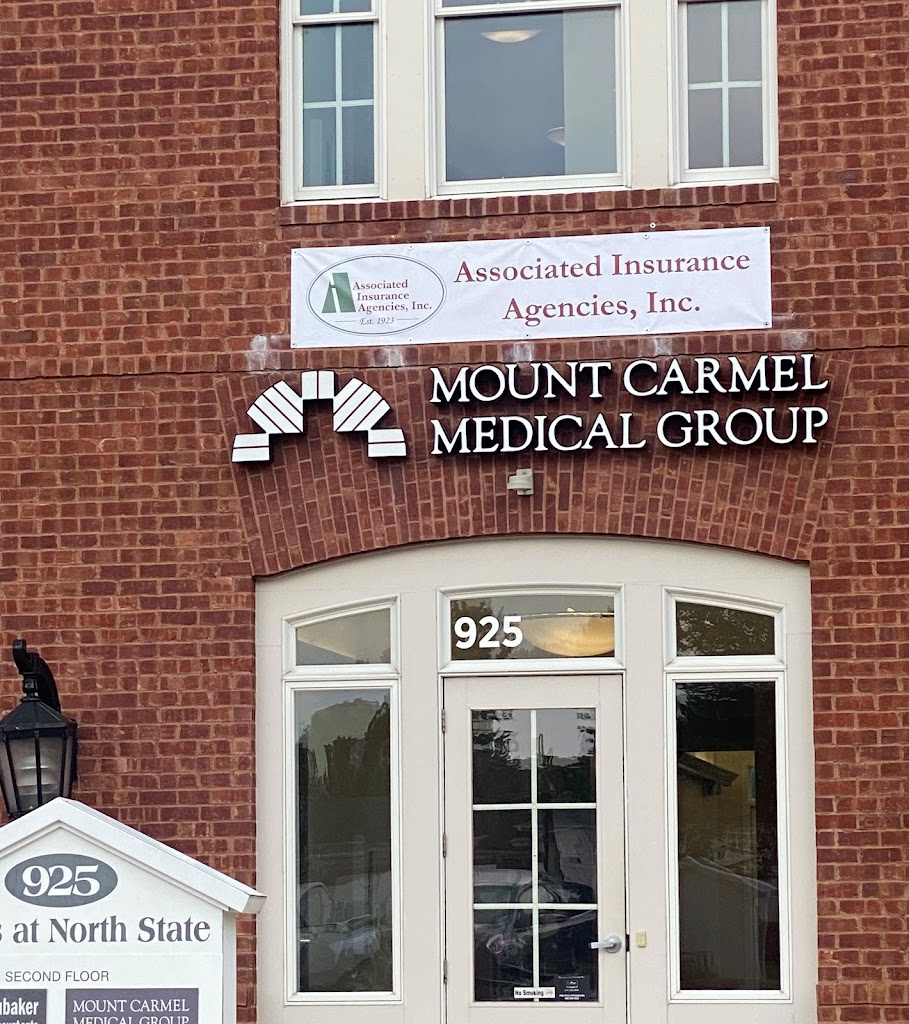 Associated
Insurance
Agencies, Inc.
Est. 1923
Associated Insurance
Agencies, Inc.
MOUNT CARMEL
MEDICAL GROUP
925
925
at North State
SECOND FLOOR
MOUNT CARMEL
MEDICAL GROUP
No Smoking